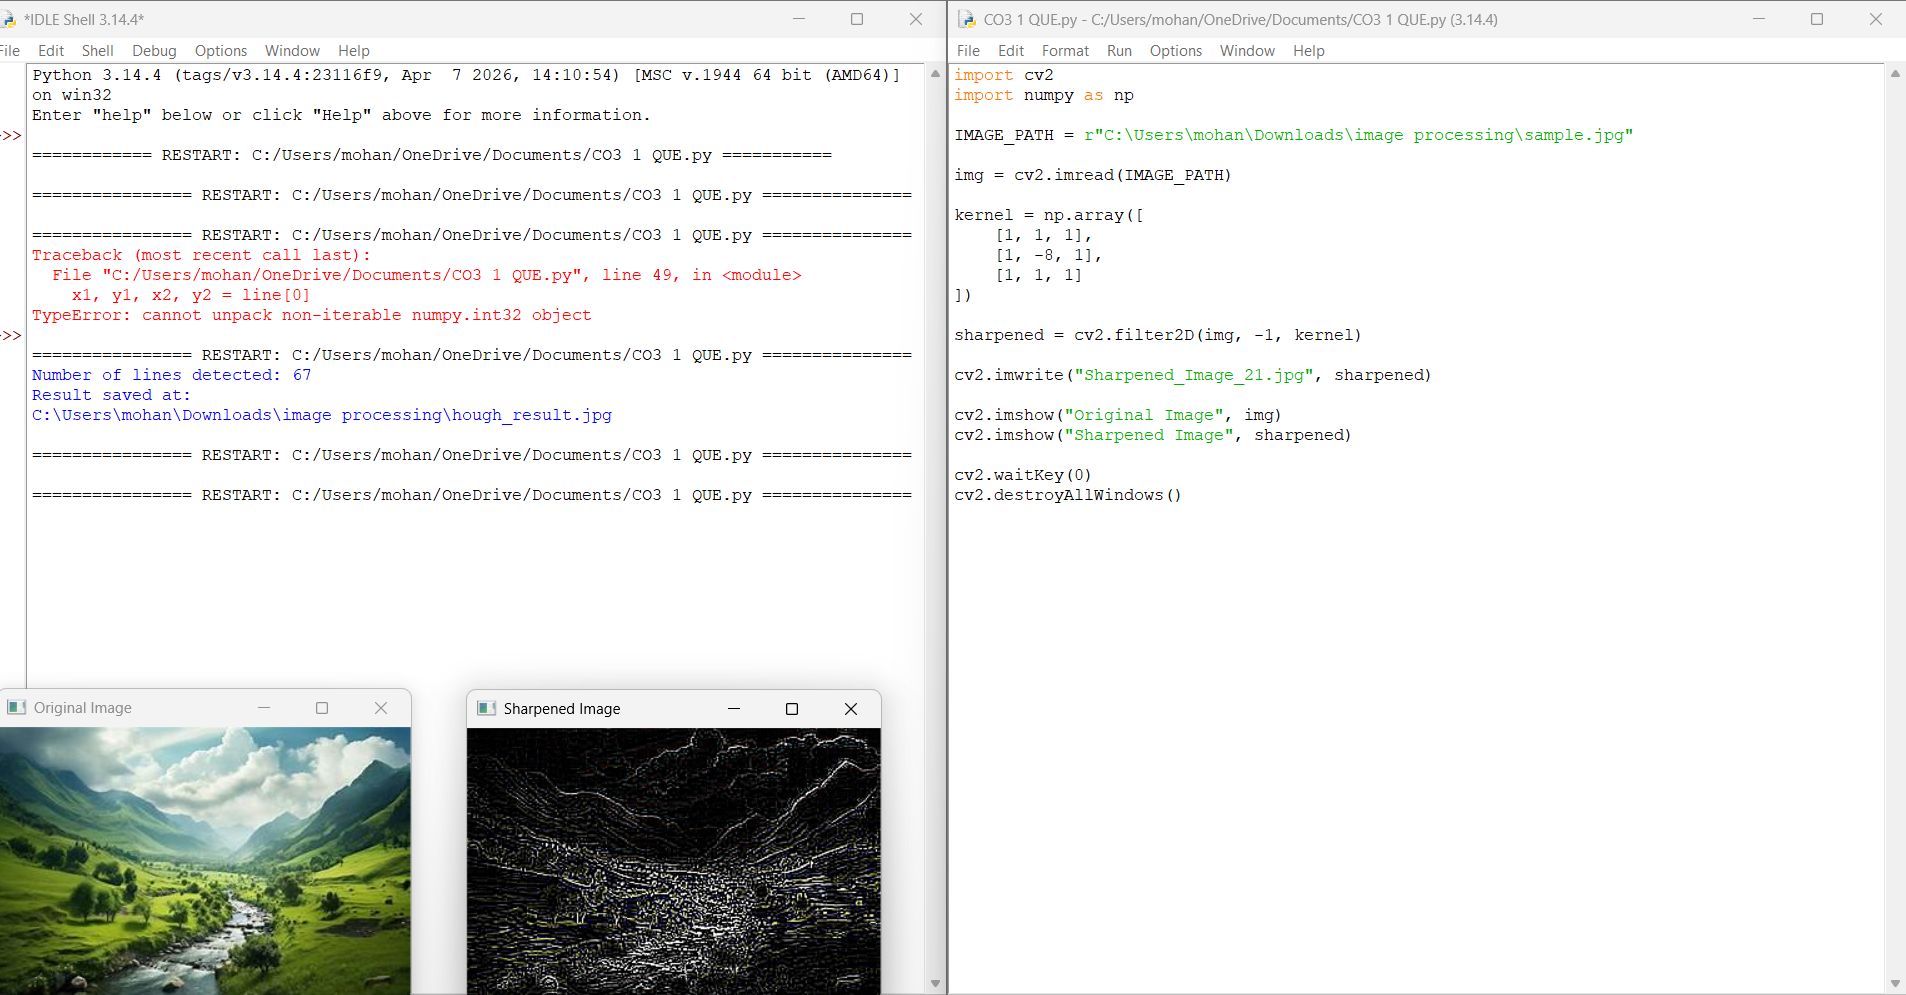 *IDLE Shell 3.14.4*
File Edit Shell Debug Options Window Help
Python 3.14.4 (tags/v3.14.4:23116f9, Apr  7 2026, 14:10:54) [MSC v.1944 64 bit (AMD64)]
on win32
Enter "help" below or click "Help" above for more information.
>>
============ RESTART: C:/Users/mohan/OneDrive/Documents/CO3 1 QUE.py ===========
================ RESTART: C:/Users/mohan/OneDrive/Documents/CO3 1 QUE.py ===============
================ RESTART: C:/Users/mohan/OneDrive/Documents/CO3 1 QUE.py ===============
Traceback (most recent call last):
  File "C:/Users/mohan/OneDrive/Documents/CO3 1 QUE.py", line 49, in <module>
    x1, y1, x2, y2 = line[0]
TypeError: cannot unpack non-iterable numpy.int32 object
>>
================ RESTART: C:/Users/mohan/OneDrive/Documents/CO3 1 QUE.py ===============
Number of lines detected: 67
Result saved at:
C:\Users\mohan\Downloads\image processing\hough_result.jpg
================ RESTART: C:/Users/mohan/OneDrive/Documents/CO3 1 QUE.py ===============
================ RESTART: C:/Users/mohan/OneDrive/Documents/CO3 1 QUE.py ===============
Original Image
Sharpened Image
CO3 1 QUE.py - C:/Users/mohan/OneDrive/Documents/CO3 1 QUE.py (3.14.4)
File Edit Format Run Options Window Help
import cv2
import numpy as np
IMAGE_PATH = r"C:\Users\mohan\Downloads\image processing\sample.jpg"
img = cv2.imread(IMAGE_PATH)
kernel = np.array([
    [1, 1, 1],
    [1, -8, 1],
    [1, 1, 1]
])
sharpened = cv2.filter2D(img, -1, kernel)
cv2.imwrite("Sharpened_Image_21.jpg", sharpened)
cv2.imshow("Original Image", img)
cv2.imshow("Sharpened Image", sharpened)
cv2.waitKey(0)
cv2.destroyAllWindows()